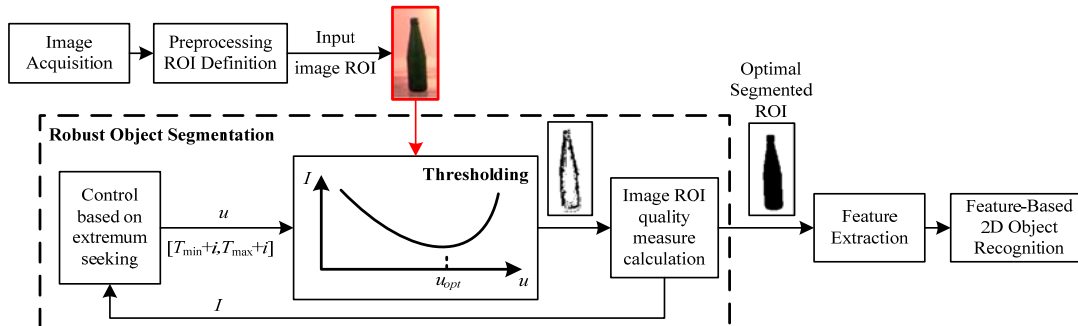 Image
Acquisition
Preprocessing
ROI Definition
Input
image ROI
Optimal
Segmented
ROI
Robust Object Segmentation
Control
based on
extremum
seeking
u
[Tmin+i,Tmax+i]
I
Thresholding
uopt
u
Image ROI
quality
measure
calculation
Feature
Extraction
Feature-Based
2D Object
Recognition
I